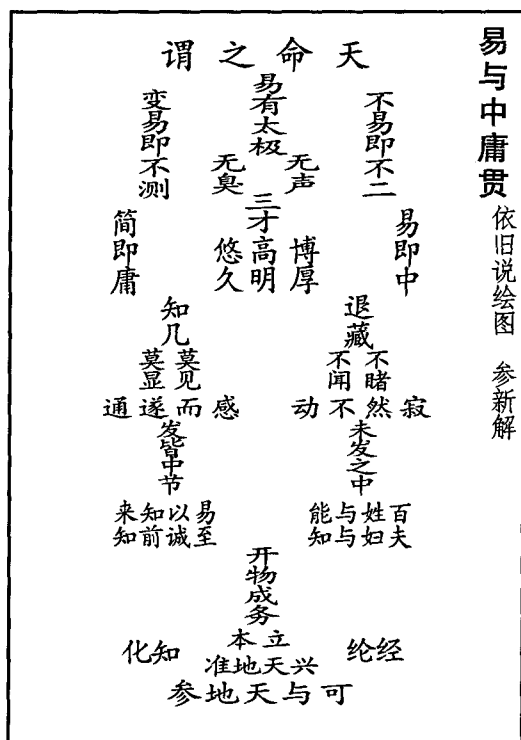 易与中庸贯
依旧说绘图 参新解
天命之谓
不易即不二
易有太极
变易即不测
无声
无臭
三才
易即中
博厚
高明
悠久
简即庸
退藏
不睹
不闻
寂然不动
未发之中
知几
莫见
莫显
感而遂通
发皆中节
百姓与能
夫妇与知
易以知来
至诚前知
开物成务
经纶
立本
知化
兴天地准
可与天地参